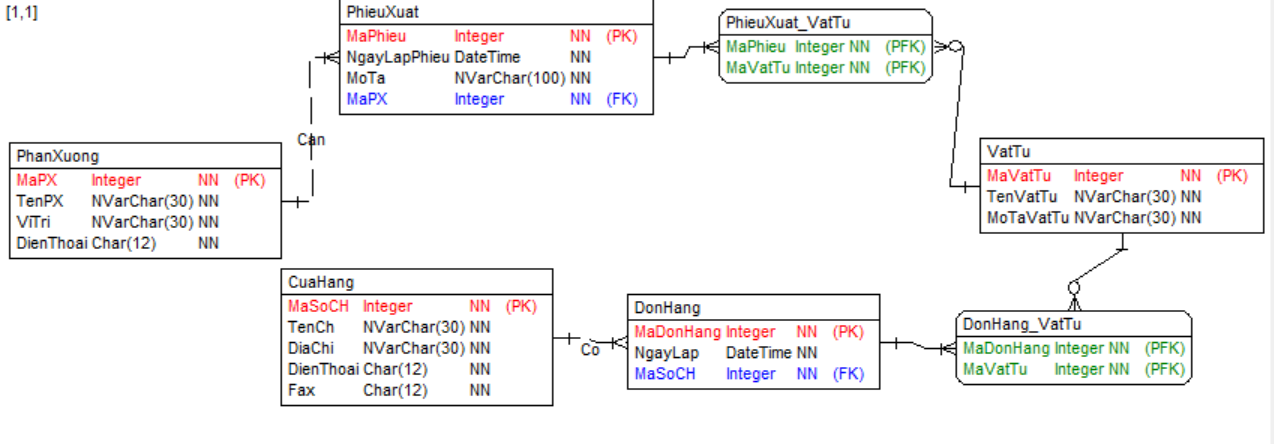 [1,1]
PhieuXuat
MaPhieu Integer NN (PK)
NgayLapPhieu DateTime NN
MoTa NVarChar(100) NN
MaPX Integer NN (FK)
PhieuXuat_VatTu
MaPhieu Integer NN (PFK)
MaVatTu Integer NN (PFK)
Can
PhanXuong
MaPX Integer NN (PK)
TenPX NVarChar(30) NN
ViTri NVarChar(30) NN
DienThoai Char(12) NN
VatTu
MaVatTu Integer NN (PK)
TenVatTu NVarChar(30) NN
MoTaVatTu NVarChar(30) NN
CuaHang
MaSoCH Integer NN (PK)
TenCh NVarChar(30) NN
DiaChi NVarChar(30) NN
DienThoai Char(12) NN
Fax Char(12) NN
Co
DonHang
MaDonHang Integer NN (PK)
NgayLap DateTime NN
MaSoCH Integer NN (FK)
DonHang_VatTu
MaDonHang Integer NN (PFK)
MaVatTu Integer NN (PFK)